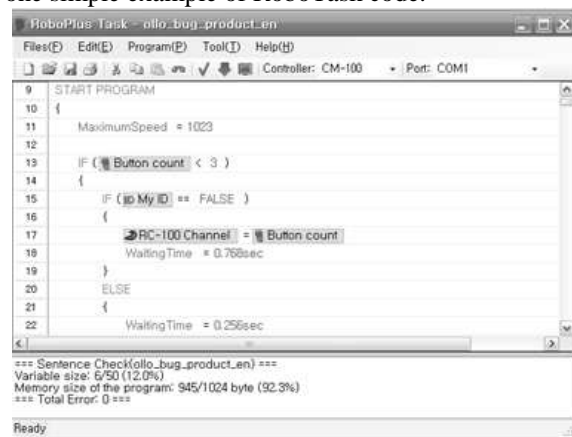 one simple example of RoboTask code.
RoboPlus Task - ollo_bug_product_en
Files(F) Edit(E) Program(P) Tool(T) Help(H)
Controller: CM-100 Port: COM1
9 START PROGRAM
10 {
11 MaximumSpeed = 1023
12
13 IF ( Button count < 3 )
14 {
15 IF ( ID My ID == FALSE )
16 {
17 RC-100 Channel = Button count
18 WaitingTime = 0.768sec
19 }
20 ELSE
21 {
22 WaitingTime = 0.256sec
=== Sentence Check(ollo_bug_product_en) ===
Variable size: 6/50 (12.0%)
Memory size of the program: 945/1024 byte (92.3%)
=== Total Error: 0 ===
Ready